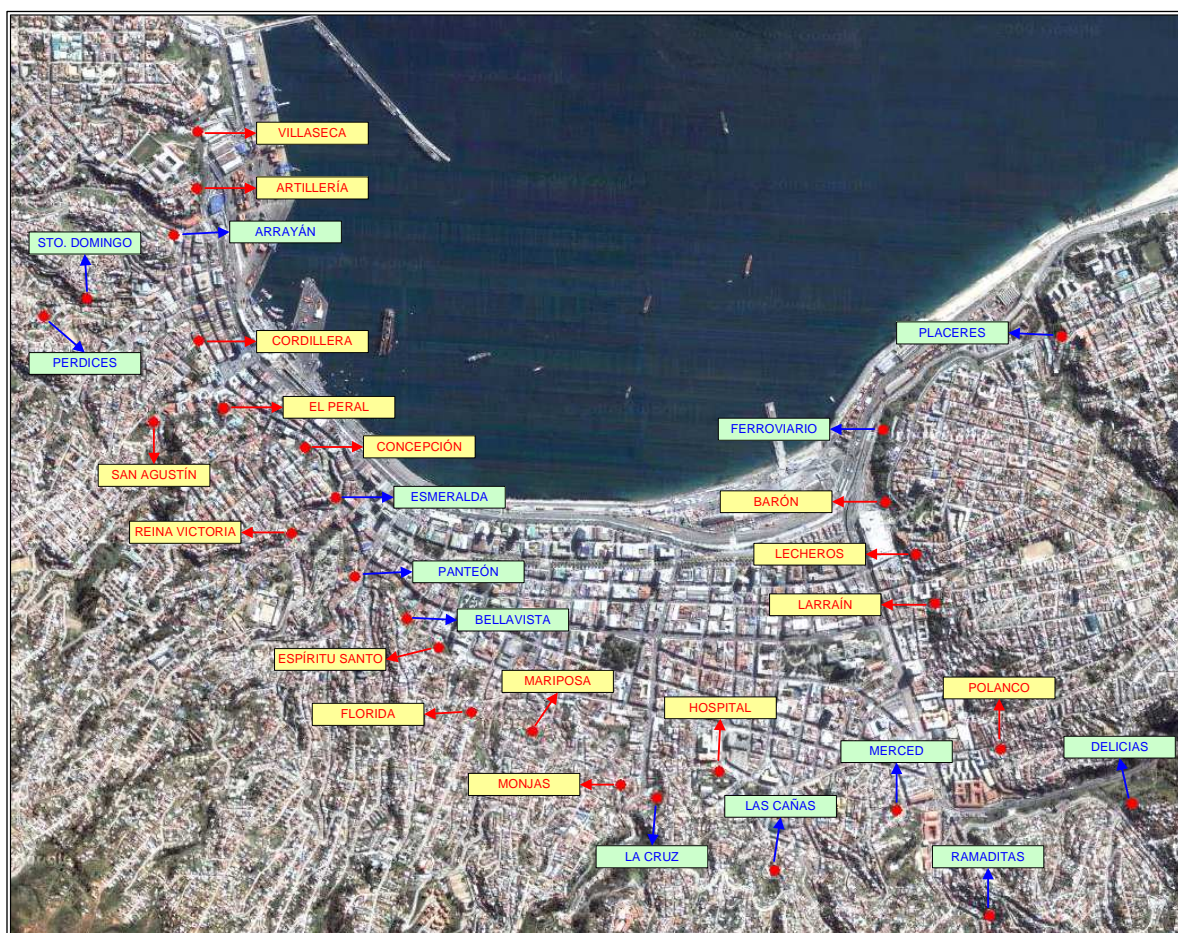 VILLASECA
ARTILLERÍA
ARRAYÁN
STO. DOMINGO
CORDILLERA
PLACERES
PERDICES
EL PERAL
FERROVIARIO
CONCEPCIÓN
SAN AGUSTÍN
ESMERALDA
BARÓN
REINA VICTORIA
LECHEROS
PANTEÓN
LARRAÍN
BELLAVISTA
ESPÍRITU SANTO
MARIPOSA
POLANCO
FLORIDA
HOSPITAL
MERCED
DELICIAS
MONJAS
LAS CAÑAS
LA CRUZ
RAMADITAS